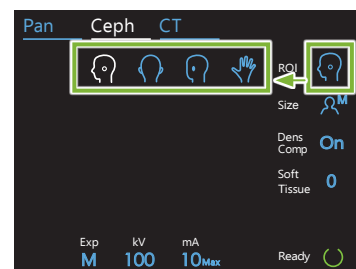 Pan Ceph CT
ROI
Size M
Dens
Comp On
Soft
Tissue 0
Exp kV mA
M 100 10Max
Ready